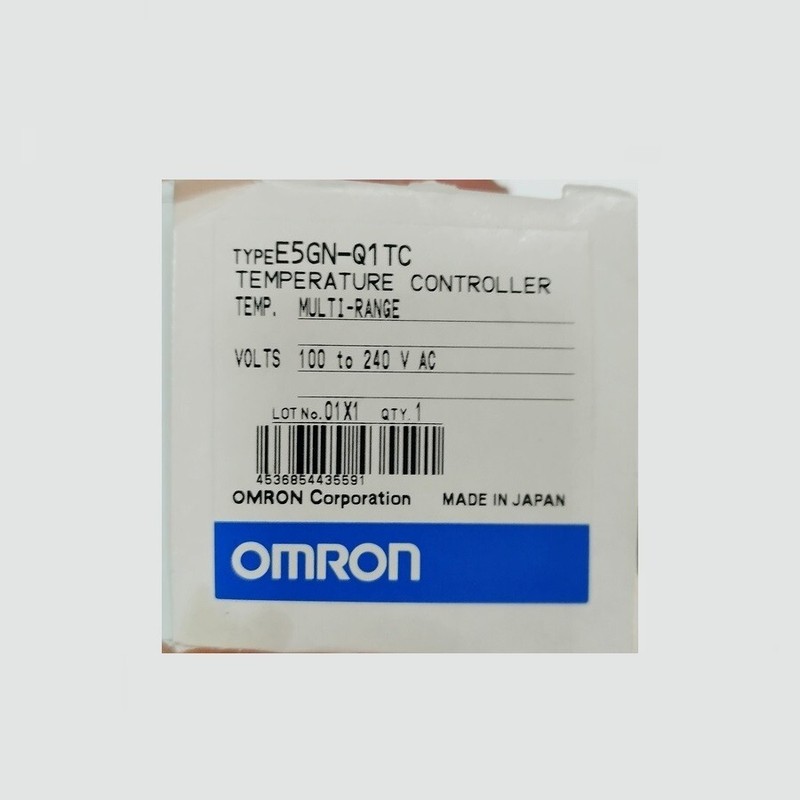 TYPE E5GN-Q1TC
TEMPERATURE CONTROLLER
TEMP. MULTI-RANGE
VOLTS 100 to 240 V AC
LOT No. 01X1 QTY. 1
4536854435591
OMRON Corporation MADE IN JAPAN
OMRON